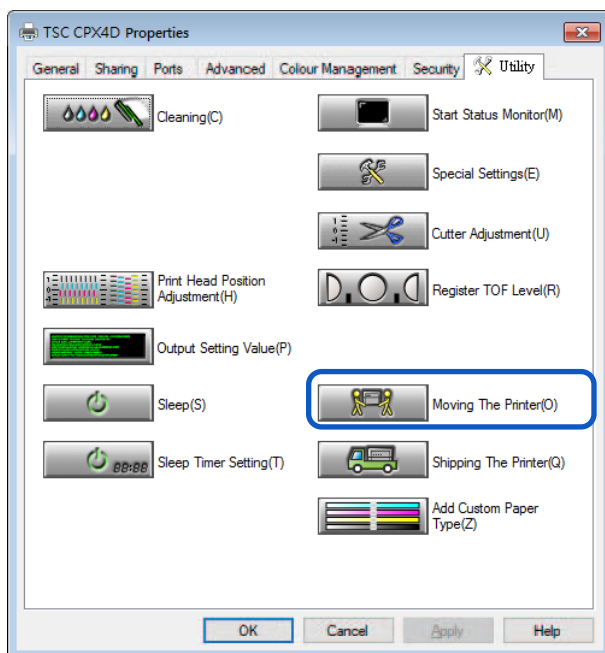 TSC CPX4D Properties
General Sharing Ports Advanced Colour Management Security Utility
Cleaning(C)
Start Status Monitor(M)
Special Settings(E)
Cutter Adjustment(U)
Print Head Position
Adjustment(H)
Register TOF Level(R)
Output Setting Value(P)
Sleep(S)
Moving The Printer(O)
88:88
Sleep Timer Setting(T)
Shipping The Printer(Q)
Add Custom Paper
Type(Z)
OK Cancel Apply Help